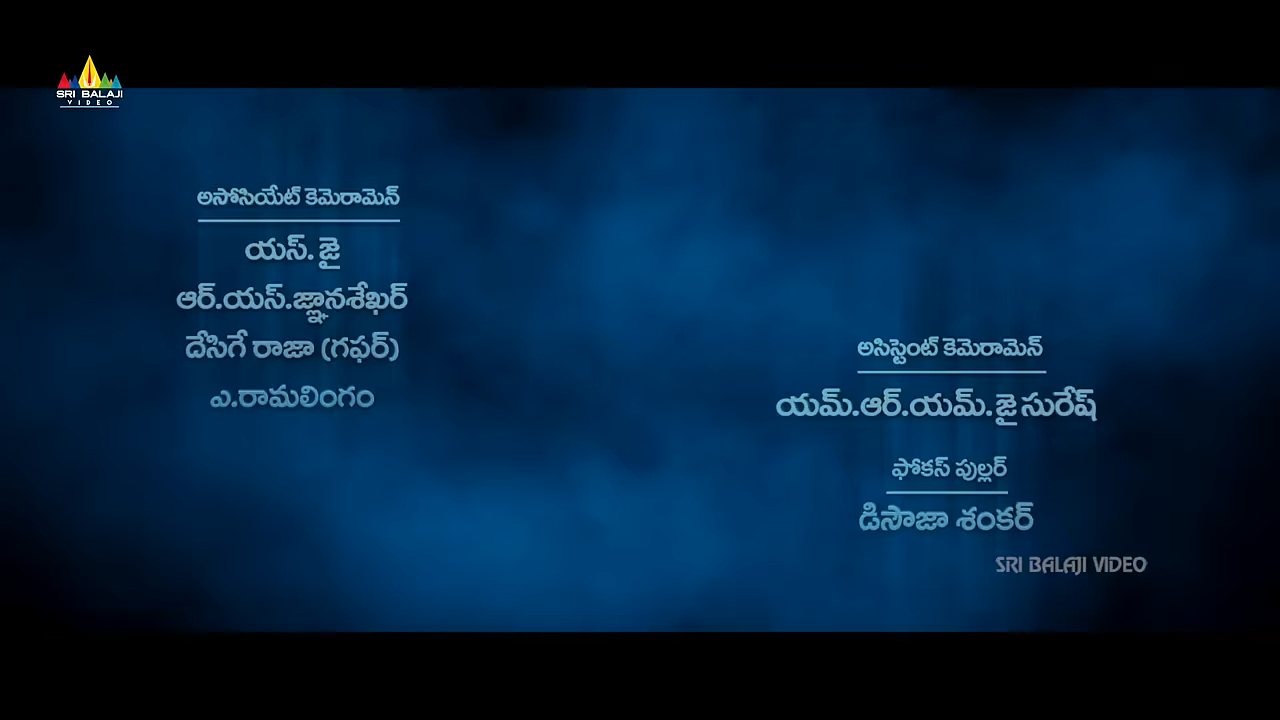 SRI BALAJI
VIDEO
అసోసియేట్ కెమెరామెన్
యస్. జై
ఆర్.యస్.జ్ఞానశేఖర్
దేసిగే రాజా (గఫర్)
ఎ.రామలింగం
అసిస్టెంట్ కెమెరామెన్
యమ్.ఆర్.యమ్. జై సురేష్
ఫోకస్ పుల్లర్
డిసౌజా శంకర్
SRI BALAJI VIDEO